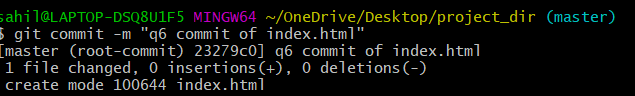 sahil@LAPTOP-DSQ8U1F5 MINGW64 ~/OneDrive/Desktop/project_dir (master)
$ git commit -m "q6 commit of index.html"
[master (root-commit) 23279c0] q6 commit of index.html
1 file changed, 0 insertions(+), 0 deletions(-)
create mode 100644 index.html